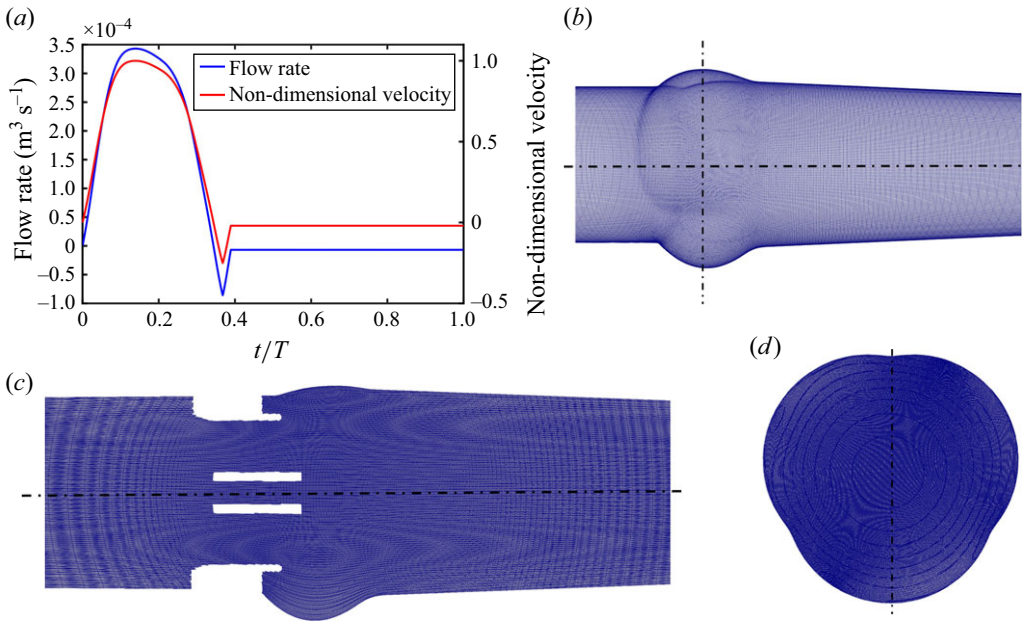 (a)
×10⁻⁴
3.5
3.0
2.5
2.0
1.5
1.0
0.5
0
–0.5
–1.0
Flow rate (m³ s⁻¹)
Flow rate
Non-dimensional velocity
1.0
0.5
0
–0.5
Non-dimensional velocity
0
0.2
0.4
0.6
0.8
1.0
t/T
(b)
(c)
(d)